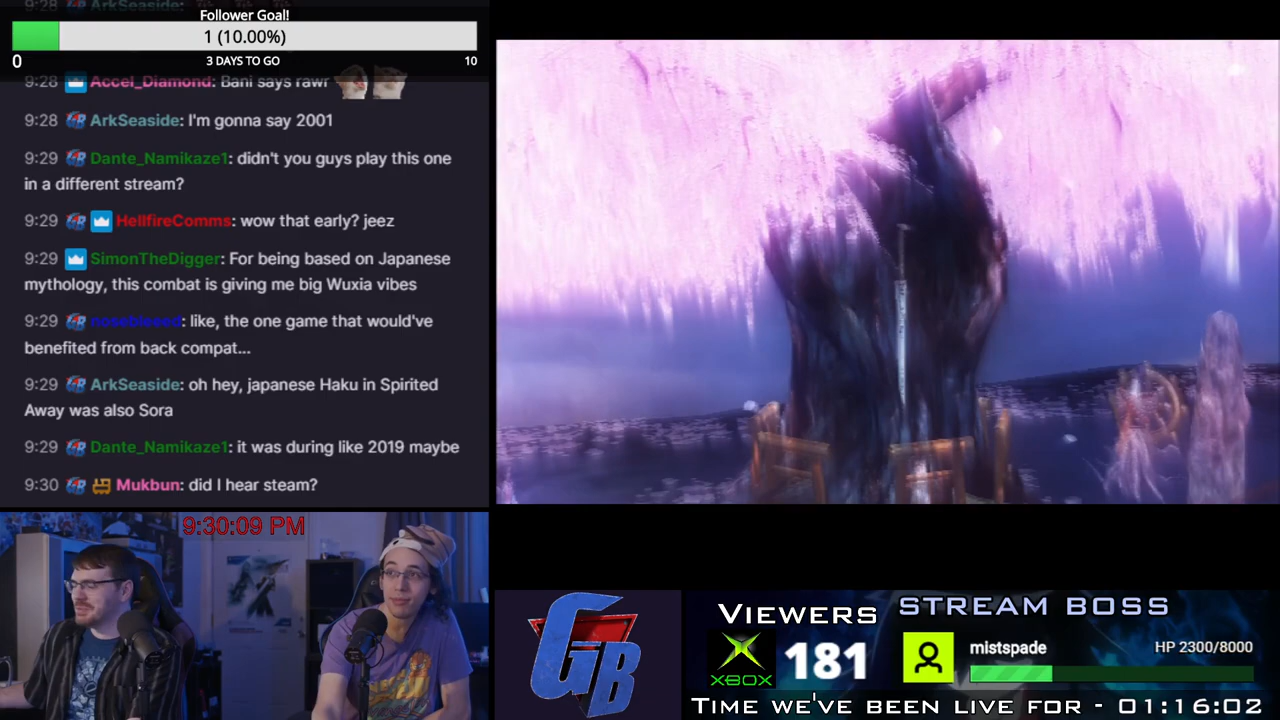 9:28 ArkSeaside:
Follower Goal!
1 (10.00%)
0 3 DAYS TO GO 10
9:28 Accel_Diamond: Bani says rawr
9:28 ArkSeaside: I'm gonna say 2001
9:29 Dante_Namikaze1: didn't you guys play this one
in a different stream?
9:29 HellfireComms: wow that early? jeez
9:29 SimonTheDigger: For being based on Japanese
mythology, this combat is giving me big Wuxia vibes
9:29 nosebleeed: like, the one game that would've
benefited from back compat...
9:29 ArkSeaside: oh hey, japanese Haku in Spirited
Away was also Sora
9:29 Dante_Namikaze1: it was during like 2019 maybe
9:30 Mukbun: did I hear steam?
9:30:09 PM
GB
VIEWERS
XBOX
181
STREAM BOSS
mistspade HP 2300/8000
TIME WE'VE BEEN LIVE FOR - 01:16:02